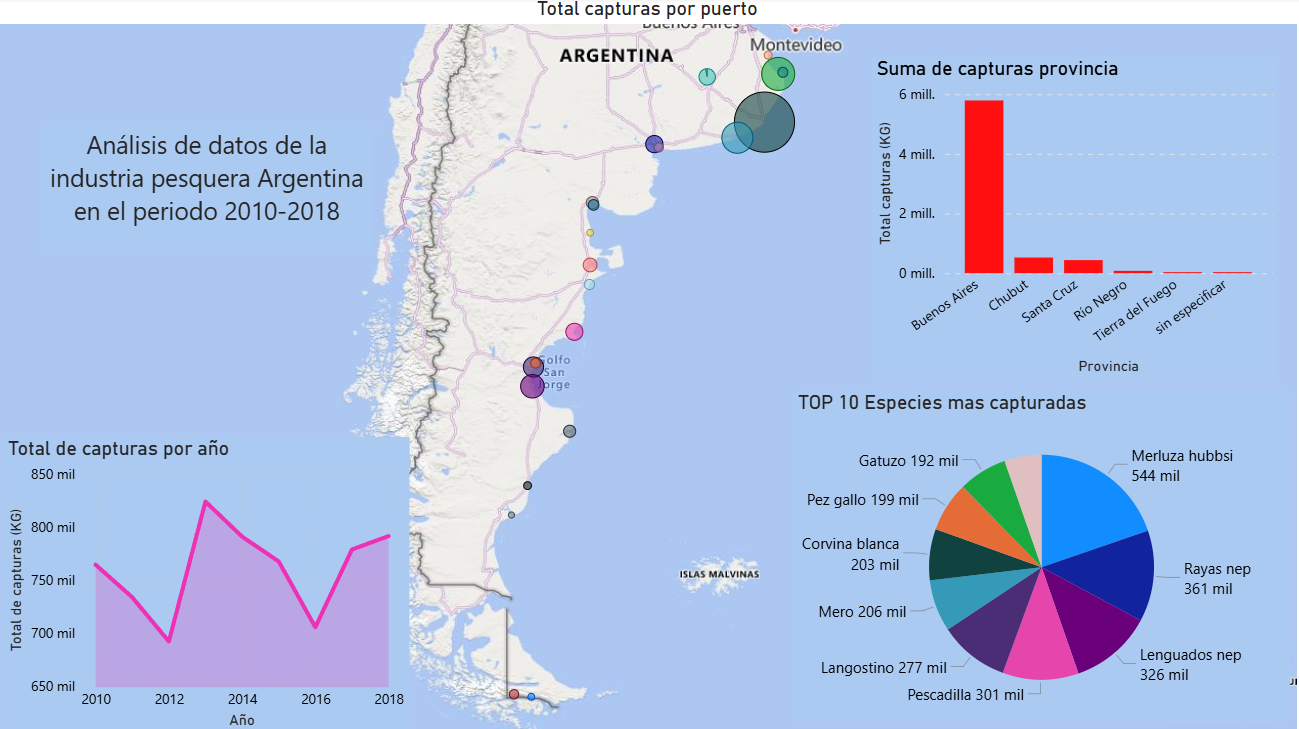 Total capturas por puerto
Buenos Aires
Montevideo
ARGENTINA
Golfo
San
Jorge
ISLAS MALVINAS
Análisis de datos de la
industria pesquera Argentina
en el periodo 2010-2018
Suma de capturas provincia
Total capturas (KG)
6 mill.
4 mill.
2 mill.
0 mill.
Buenos Aires
Chubut
Santa Cruz
Río Negro
Tierra del Fuego
sin especificar
Provincia
Total de capturas por año
Total de capturas (KG)
850 mil
800 mil
750 mil
700 mil
650 mil
2010
2012
2014
2016
2018
Año
TOP 10 Especies mas capturadas
Merluza hubbsi
544 mil
Rayas nep
361 mil
Lenguados nep
326 mil
Pescadilla 301 mil
Langostino 277 mil
Mero 206 mil
Corvina blanca
203 mil
Pez gallo 199 mil
Gatuzo 192 mil